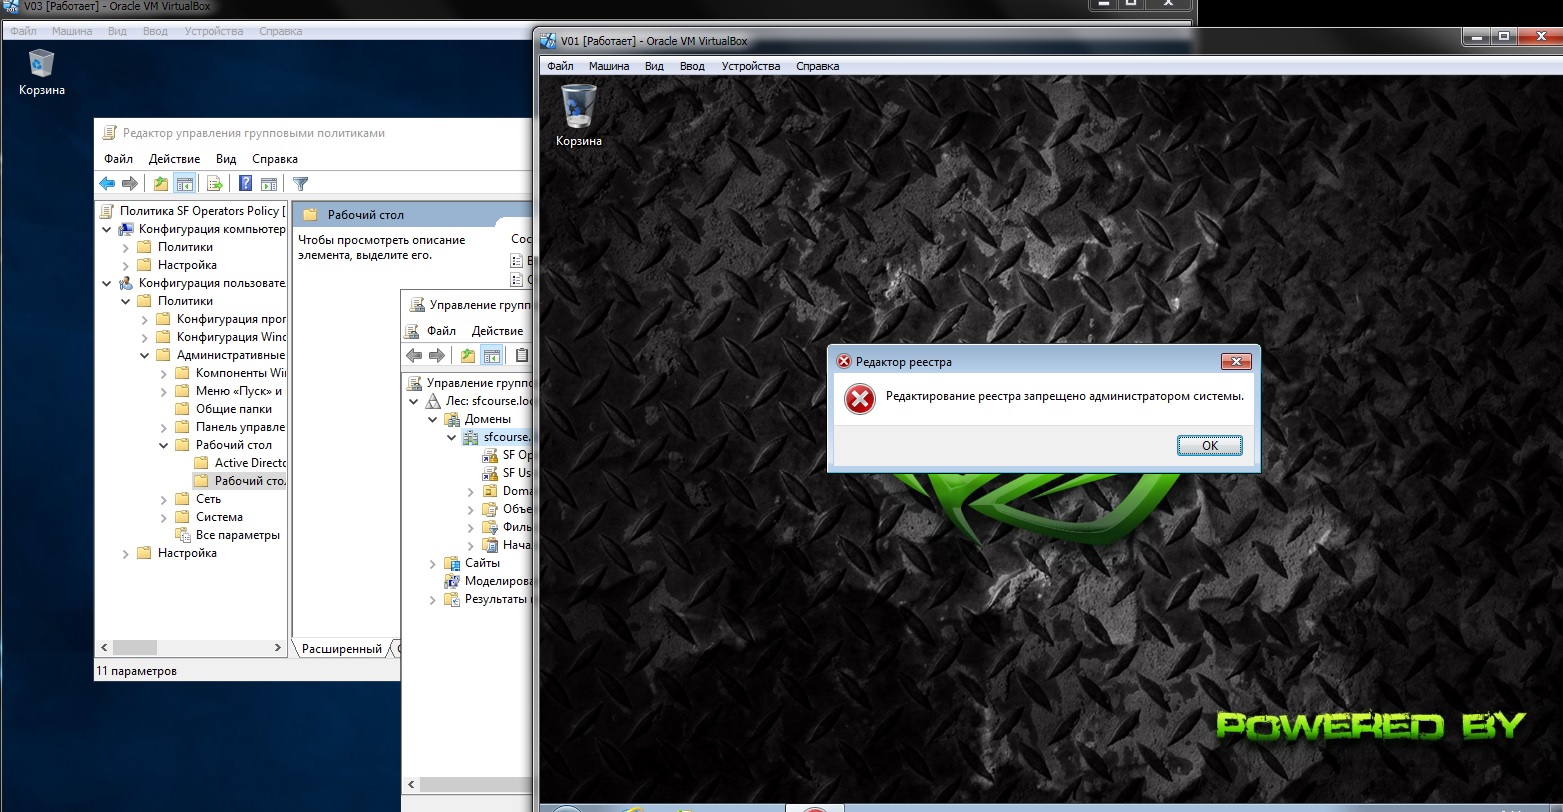 V03 [Работает] - Oracle VM VirtualBox
Файл Машина Вид Ввод Устройства Справка
Корзина
Редактор управления групповыми политиками
Файл Действие Вид Справка
Политика SF Operators Policy [
Конфигурация компьютер
Политики
Настройка
Конфигурация пользовате
Политики
Конфигурация прог
Конфигурация Winc
Административные
Компоненты Wi
Меню «Пуск» и
Общие папки
Панель управле
Рабочий стол
Active Directo
Рабочий сто
Сеть
Система
Все параметры
Настройка
Рабочий стол
Чтобы просмотреть описание
элемента, выделите его.
Сос
В
Расширенный
11 параметров
Управление групп
Файл Действие
Управление группо
Лес: sfcourse.loc
Домены
sfcourse.
SF Op
SF Us
Doma
Объе
Филь
Нача
Сайты
Моделирова
Результаты
V01 [Работает] - Oracle VM VirtualBox
Файл Машина Вид Ввод Устройства Справка
Корзина
Редактор реестра
Редактирование реестра запрещено администратором системы.
OK
POWERED BY